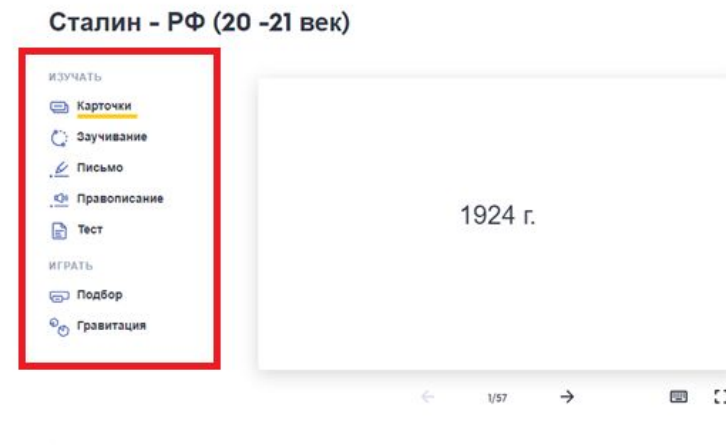 Сталин - РФ (20 -21 век)
ИЗУЧАТЬ
Карточки
Заучивание
Письмо
Правописание
Тест
ИГРАТЬ
Подбор
Гравитация
1924 г.
1/57